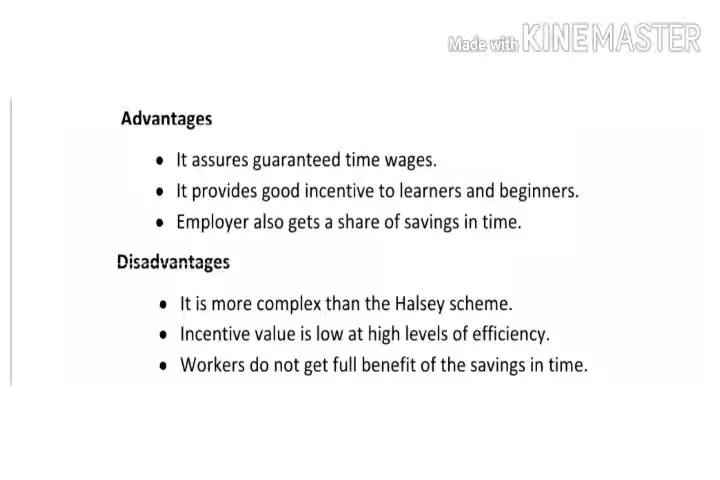 Made with KINEMASTER
Advantages
• It assures guaranteed time wages.
• It provides good incentive to learners and beginners.
• Employer also gets a share of savings in time.
Disadvantages
• It is more complex than the Halsey scheme.
• Incentive value is low at high levels of efficiency.
• Workers do not get full benefit of the savings in time.